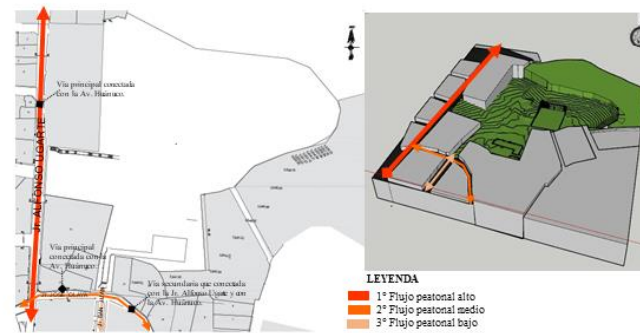 Vía principal conectada
con la Av. Huánuco.
Jr. ALFONSO UGARTE
Vía principal
conectada con la
Av. Huánuco.
Vía secundaria que conectada
con la Jr. Alfonso Ugarte y con
la Av. Huánuco.
LEYENDA
1° Flujo peatonal alto
2° Flujo peatonal medio
3° Flujo peatonal bajo